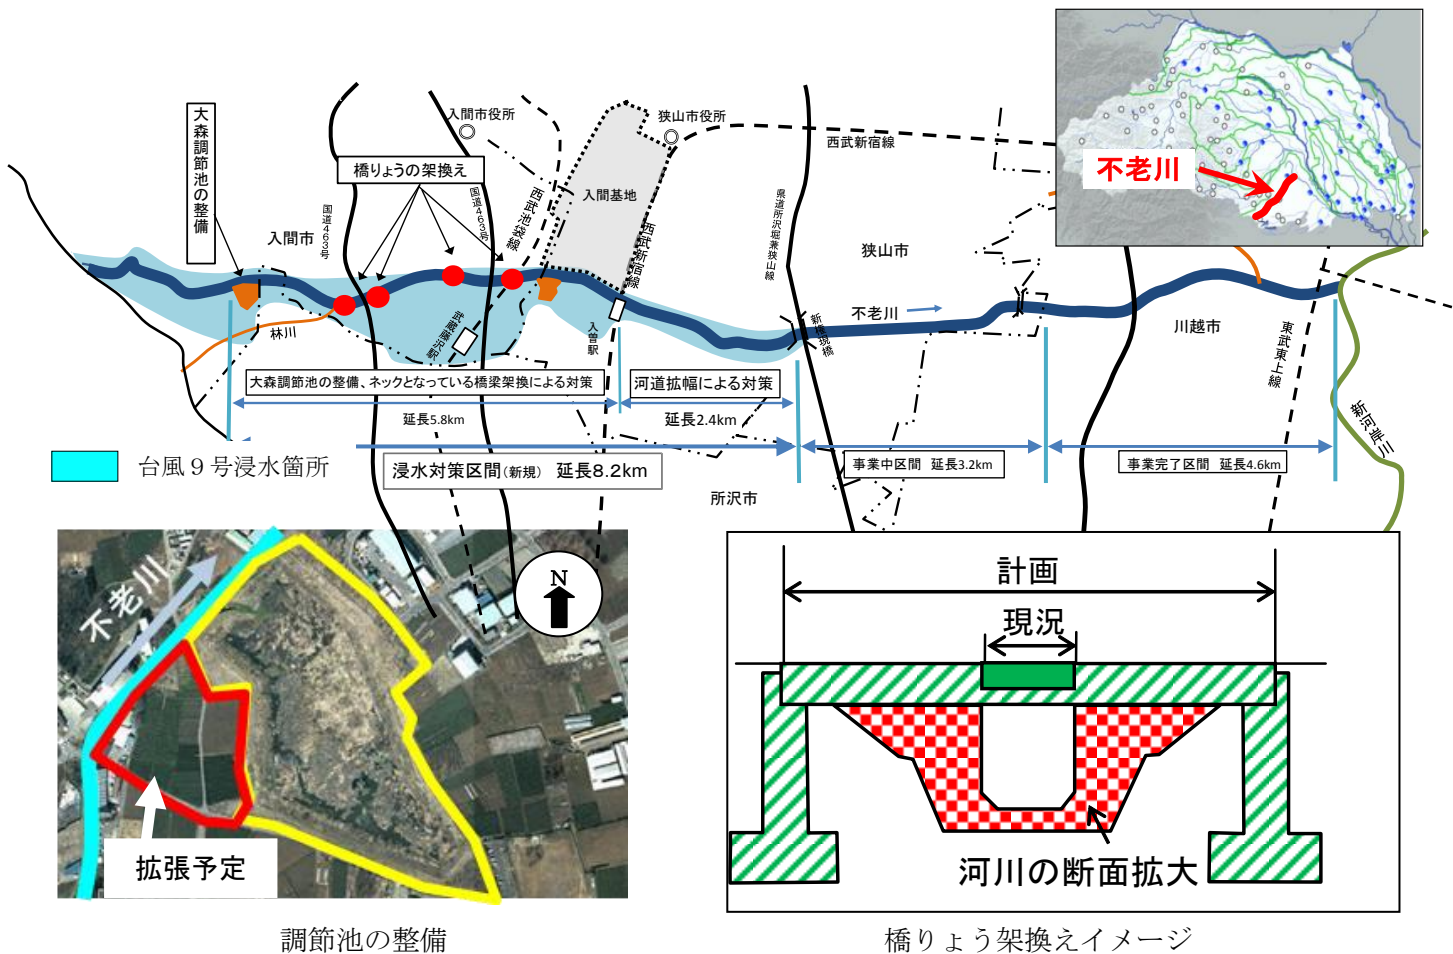 大森調節池の整備
橋りょうの架換え
入間市役所
狭山市役所
西武新宿線
不老川
国道463号
国道463号
西武池袋線
入間基地
西武新宿線
県道所沢堀兼狭山線
入間市
狭山市
林川
武蔵藤沢駅
入曽駅
新権現橋
不老川
川越市
東武東上線
新河岸川
大森調節池の整備、ネックとなっている橋梁架換による対策
河道拡幅による対策
延長5.8km
延長2.4km
台風9号浸水箇所
浸水対策区間(新規) 延長8.2km
事業中区間 延長3.2km
事業完了区間 延長4.6km
所沢市
不老川
N
拡張予定
調節池の整備
計画
現況
河川の断面拡大
橋りょう架換えイメージ